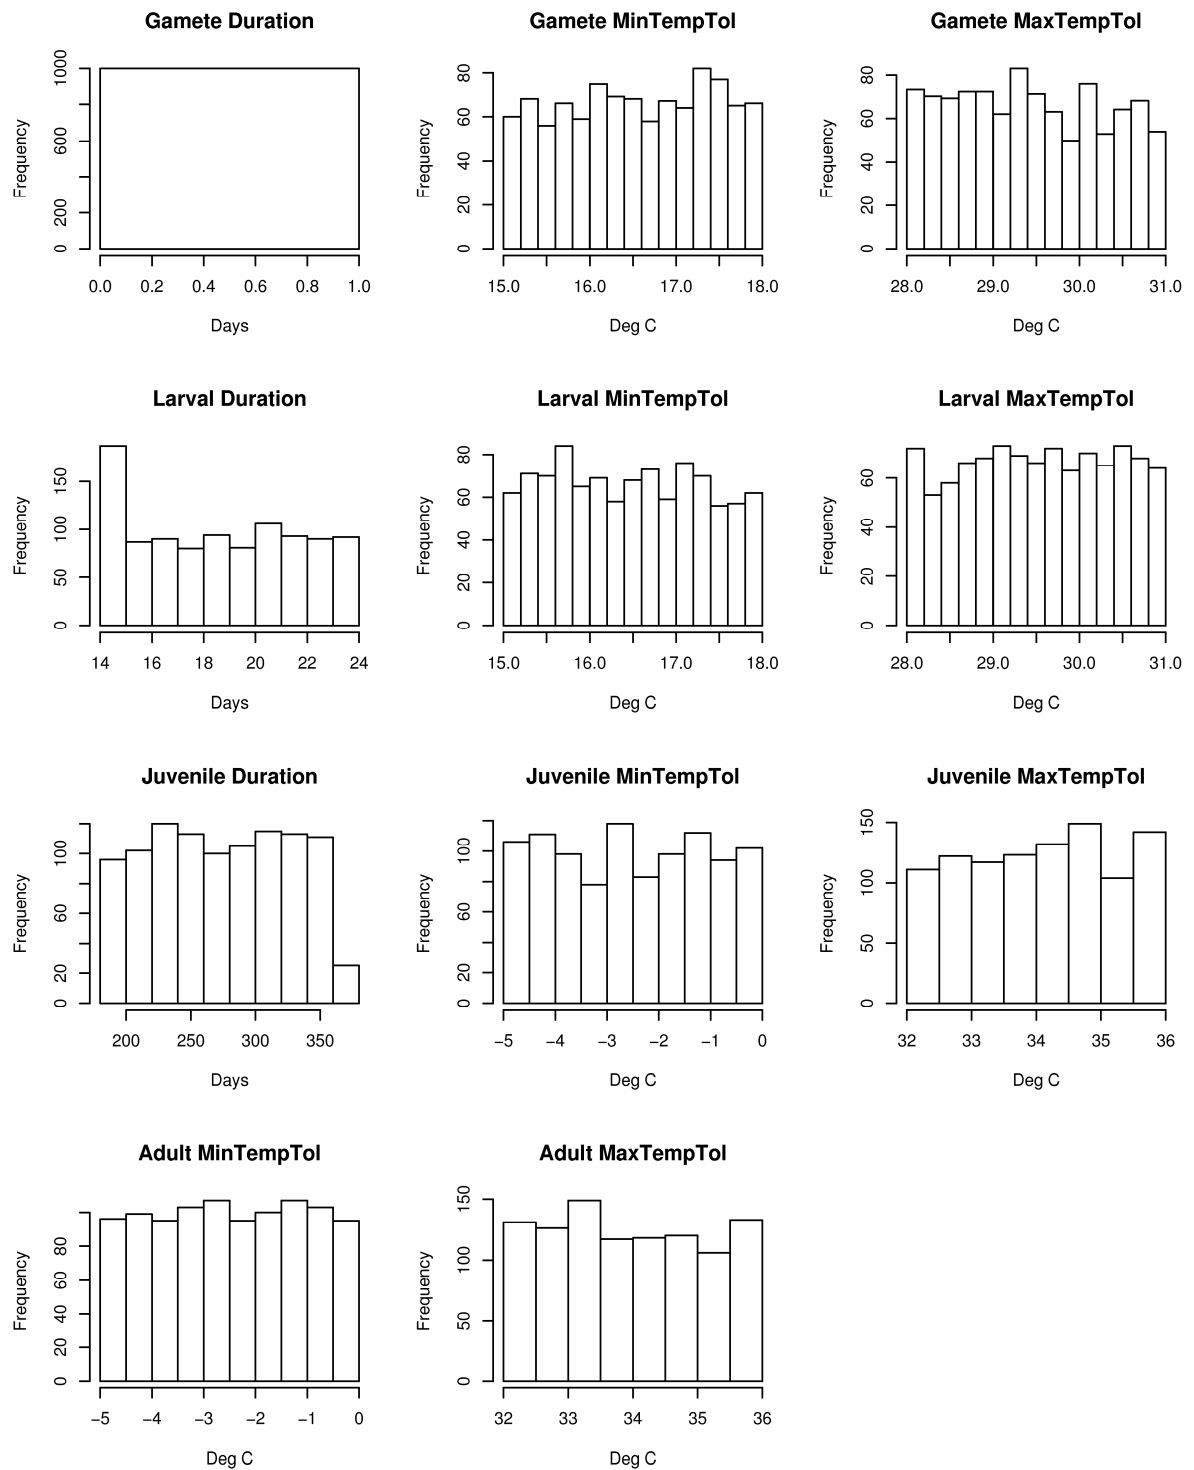 Gamete Duration
Frequency
0 200 600 1000
0.0 0.2 0.4 0.6 0.8 1.0
Days
Gamete MinTempTol
Frequency
0 20 40 60 80
15.0 16.0 17.0 18.0
Deg C
Gamete MaxTempTol
Frequency
0 20 40 60 80
28.0 29.0 30.0 31.0
Deg C
Larval Duration
Frequency
0 50 100 150
14 16 18 20 22 24
Days
Larval MinTempTol
Frequency
0 20 40 60 80
15.0 16.0 17.0 18.0
Deg C
Larval MaxTempTol
Frequency
0 20 40 60
28.0 29.0 30.0 31.0
Deg C
Juvenile Duration
Frequency
0 20 60 100
200 250 300 350
Days
Juvenile MinTempTol
Frequency
0 20 60 100
−5 −4 −3 −2 −1 0
Deg C
Juvenile MaxTempTol
Frequency
0 50 100 150
32 33 34 35 36
Deg C
Adult MinTempTol
Frequency
0 20 40 60 80
−5 −4 −3 −2 −1 0
Deg C
Adult MaxTempTol
Frequency
0 50 100 150
32 33 34 35 36
Deg C